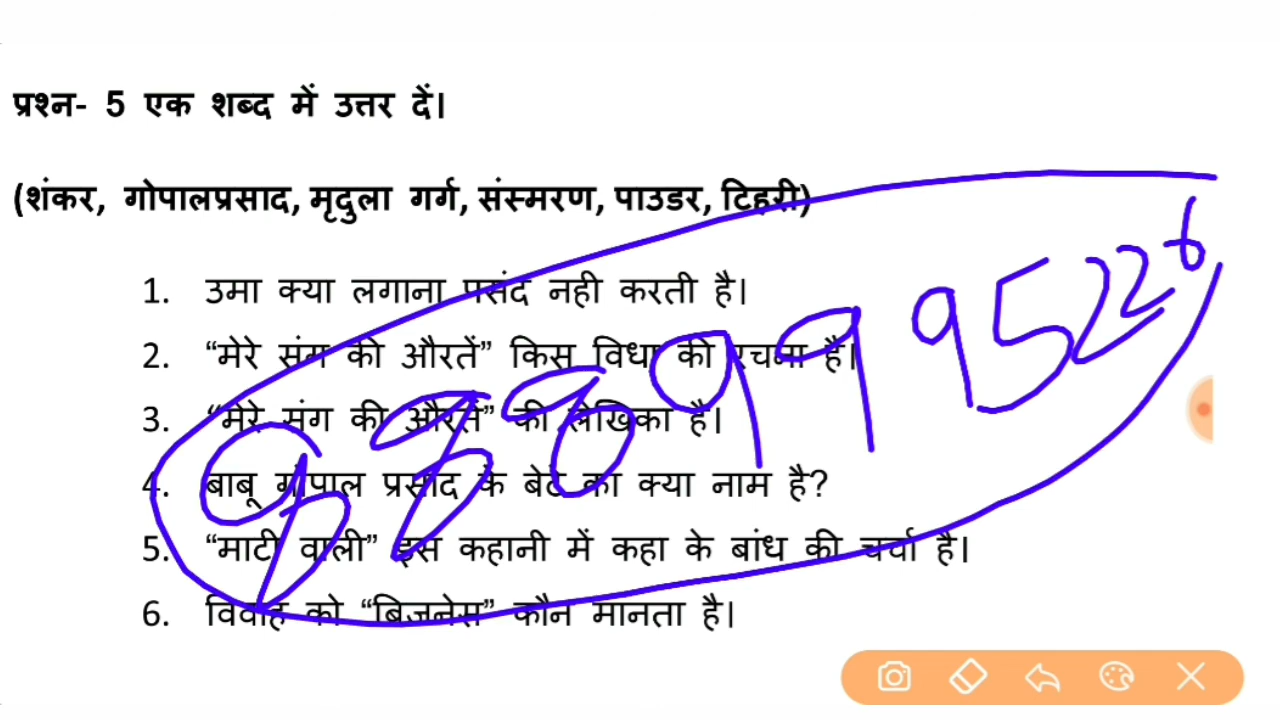 प्रश्न- 5 एक शब्द में उत्तर दें।
(शंकर, गोपालप्रसाद, मृदुला गर्ग, संस्मरण, पाउडर, टिहरी)
1. उमा क्या लगाना पसंद नही करती है।
2. “मेरे संग की औरतें” किस विधा की रचना है।
3. “मेरे संग की औरतें” की लेखिका है।
4. बाबू गोपाल प्रसाद के बेटे का क्या नाम है?
5. “माटी वाली” इस कहानी में कहा के बांध की चर्चा है।
6. विवाह को “बिजनेस” कौन मानता है।